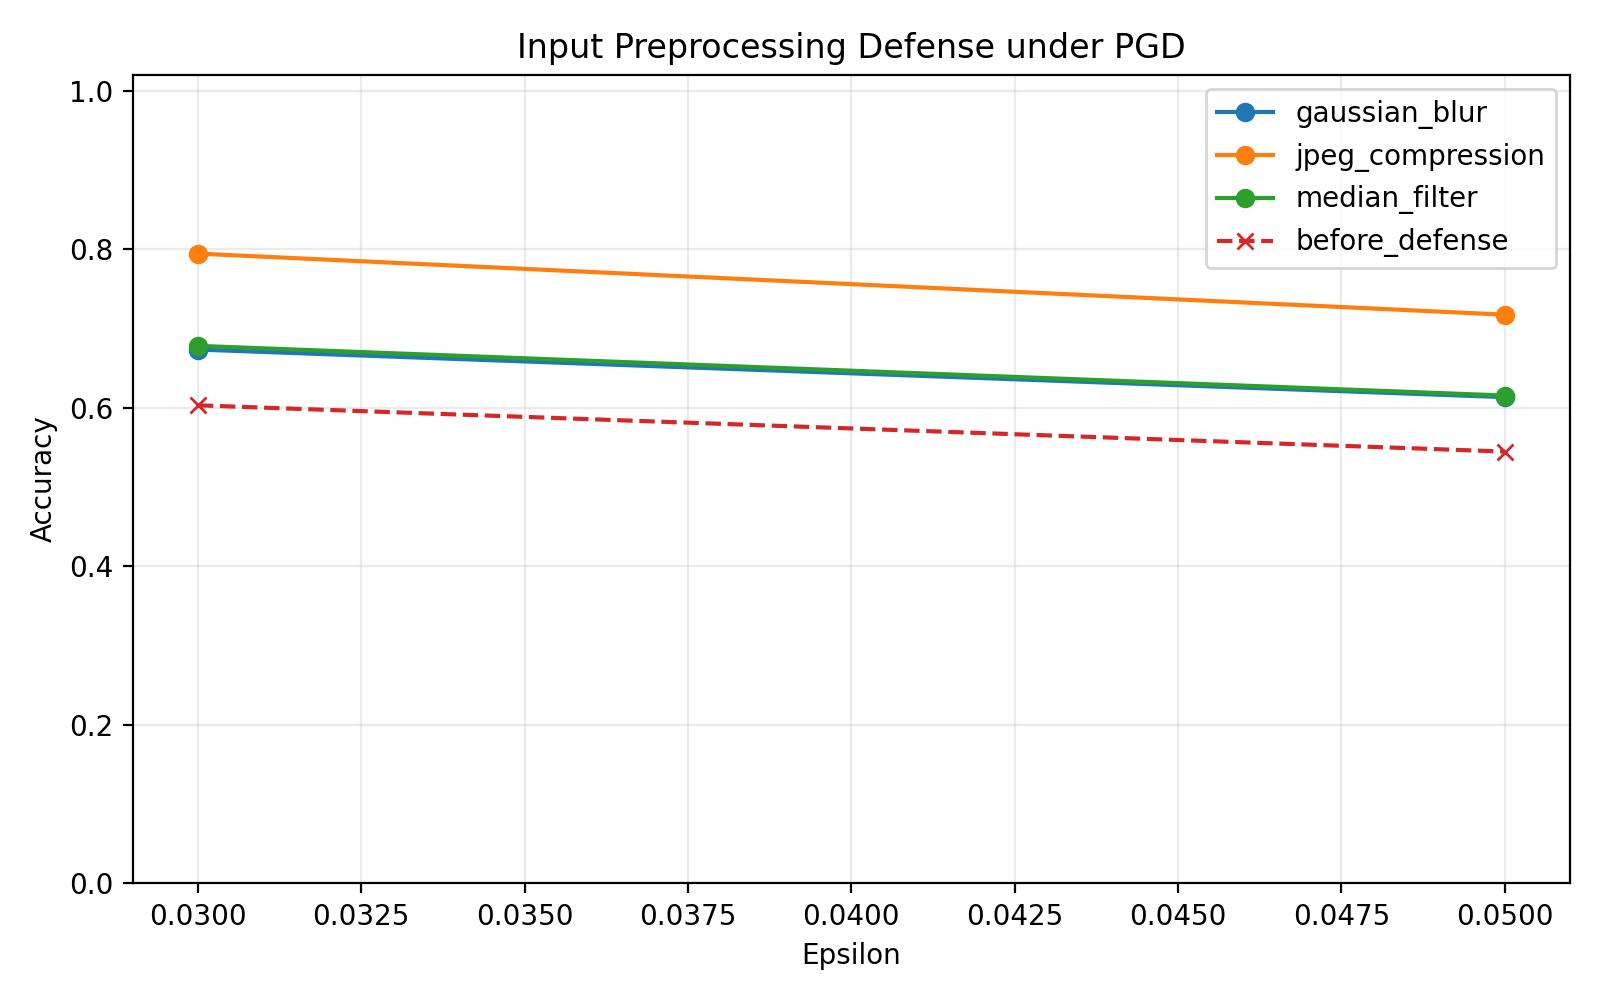 Input Preprocessing Defense under PGD
gaussian_blur
jpeg_compression
median_filter
before_defense
Accuracy
1.0
0.8
0.6
0.4
0.2
0.0
0.0300 0.0325 0.0350 0.0375 0.0400 0.0425 0.0450 0.0475 0.0500
Epsilon